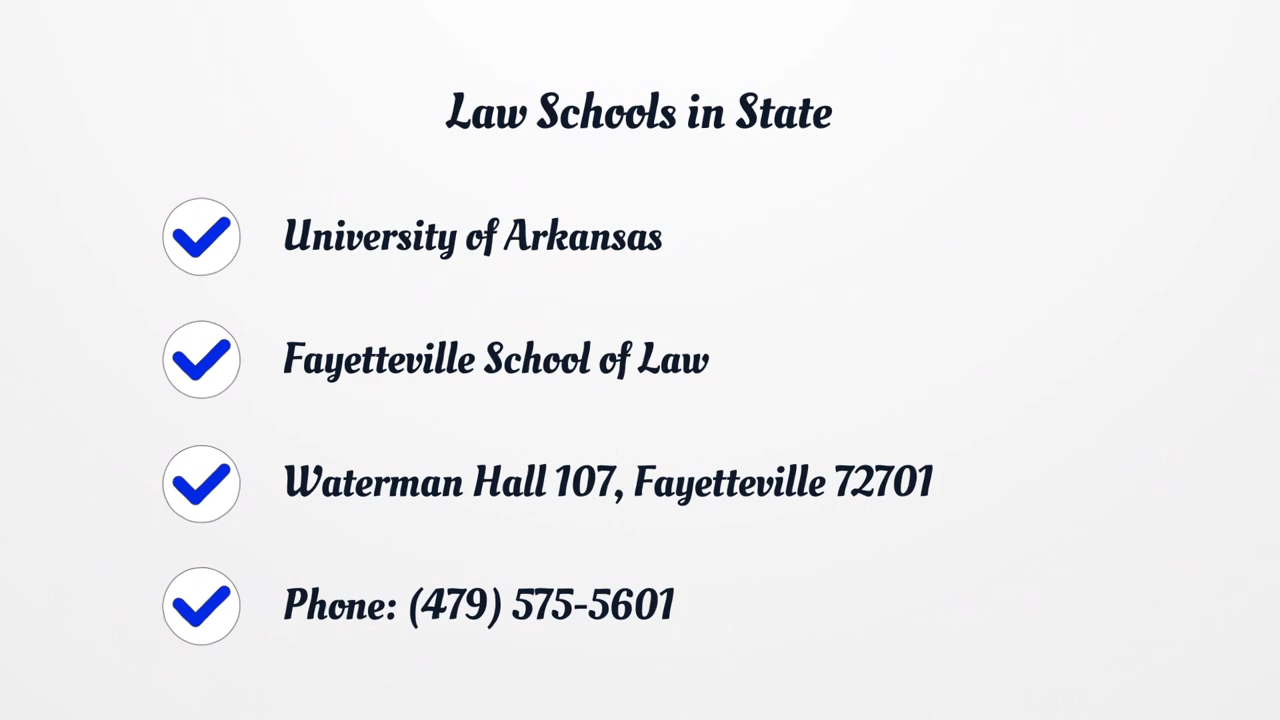 Law Schools in State
University of Arkansas
Fayetteville School of Law
Waterman Hall 107, Fayetteville 72701
Phone: (479) 575-5601